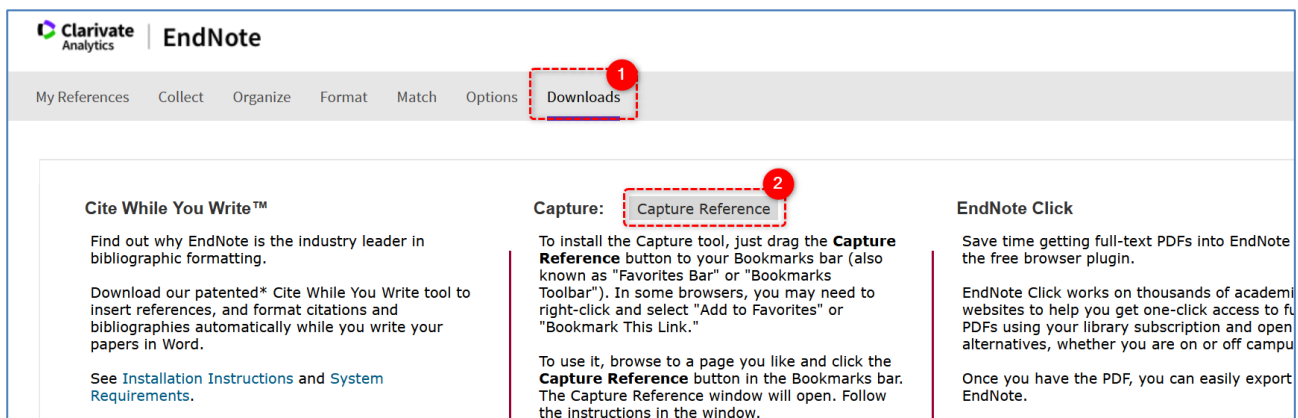 Clarivate
Analytics
EndNote
1
My References Collect Organize Format Match Options Downloads
2
Cite While You Write™
Find out why EndNote is the industry leader in
bibliographic formatting.
Download our patented* Cite While You Write tool to
insert references, and format citations and
bibliographies automatically while you write your
papers in Word.
See Installation Instructions and System
Requirements.
Capture: Capture Reference
To install the Capture tool, just drag the Capture
Reference button to your Bookmarks bar (also
known as "Favorites Bar" or "Bookmarks
Toolbar"). In some browsers, you may need to
right-click and select "Add to Favorites" or
"Bookmark This Link."
To use it, browse to a page you like and click the
Capture Reference button in the Bookmarks bar.
The Capture Reference window will open. Follow
the instructions in the window.
EndNote Click
Save time getting full-text PDFs into EndNote
the free browser plugin.
EndNote Click works on thousands of
websites to help you get one-click access to
PDFs using your library subscription and open
alternatives, whether you are on or off
Once you have the PDF, you can easily export
EndNote.